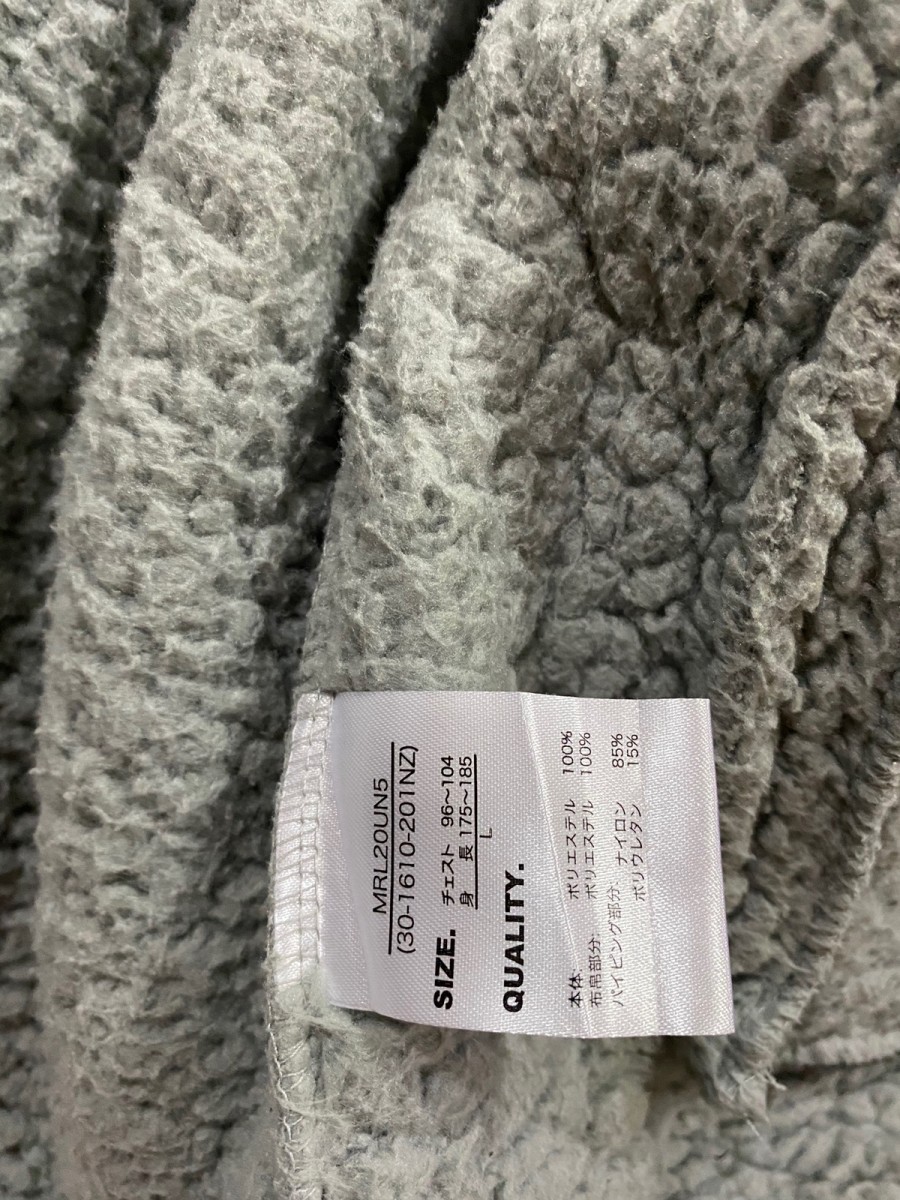 MRL20UN5
(30-1610-201NZ)
SIZE. チェスト 96～104
身 長 175～185
L
QUALITY.
本体: ポリエステル 100%
布帛部分: ポリエステル 100%
パイピング部分: ナイロン 85%
ポリウレタン 15%